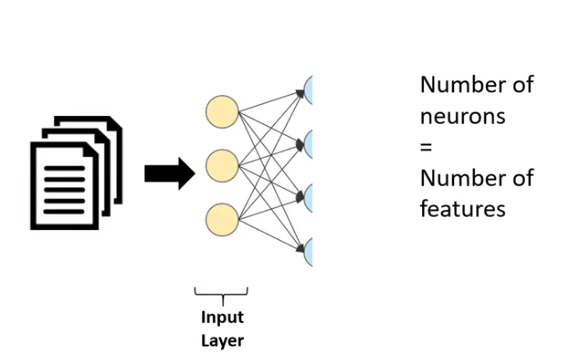 Number of
neurons
=
Number of
features
Input
Layer